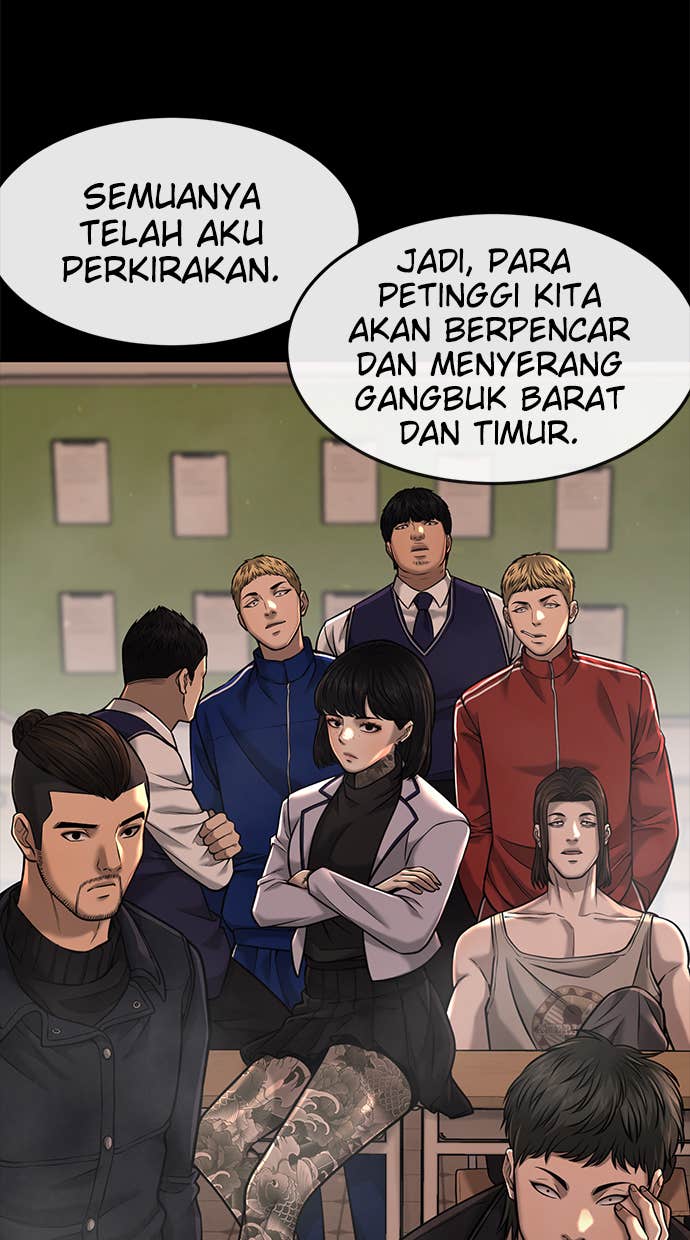 SEMUANYA
TELAH AKU
PERKIRAKAN.
JADI, PARA
PETINGGI KITA
AKAN BERPENCAR
DAN MENYERANG
GANGBUK BARAT
DAN TIMUR.